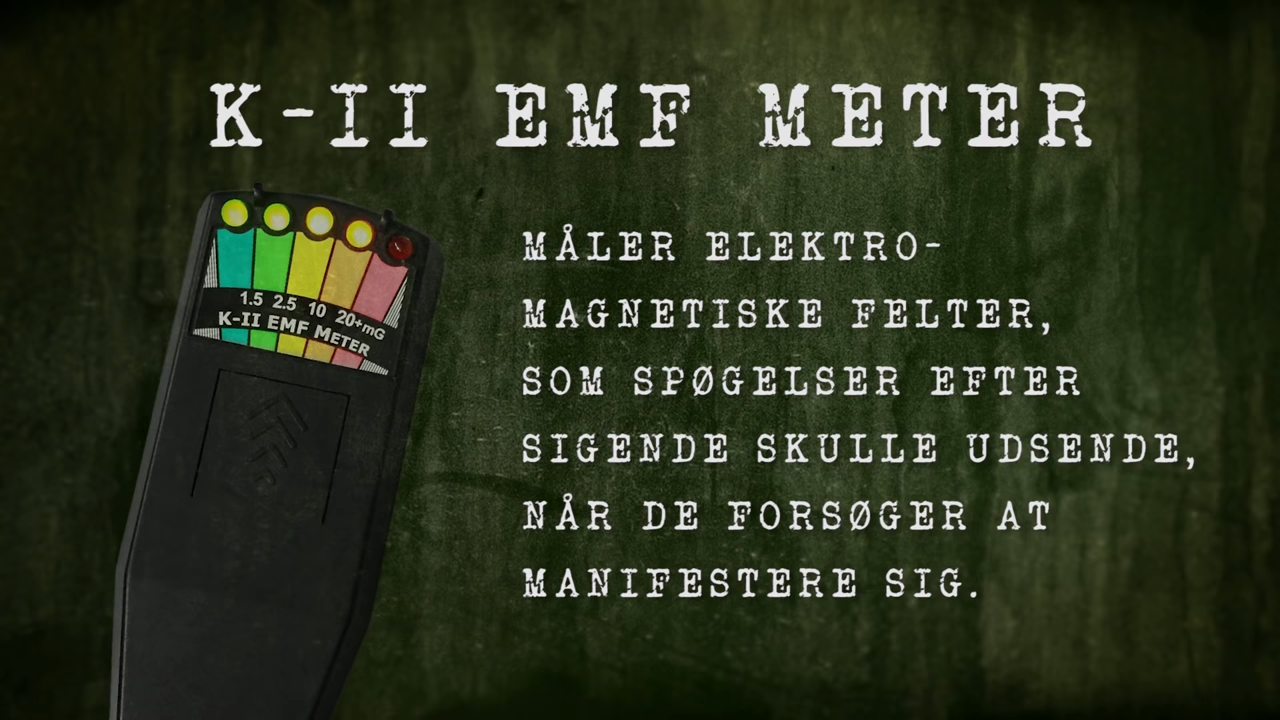 K-II EMF METER
1.5 2.5 10 20+mG
K-II EMF METER
MÅLER ELEKTRO-
MAGNETISKE FELTER,
SOM SPØGELSER EFTER
SIGENDE SKULLE UDSENDE,
NÅR DE FORSØGER AT
MANIFESTERE SIG.